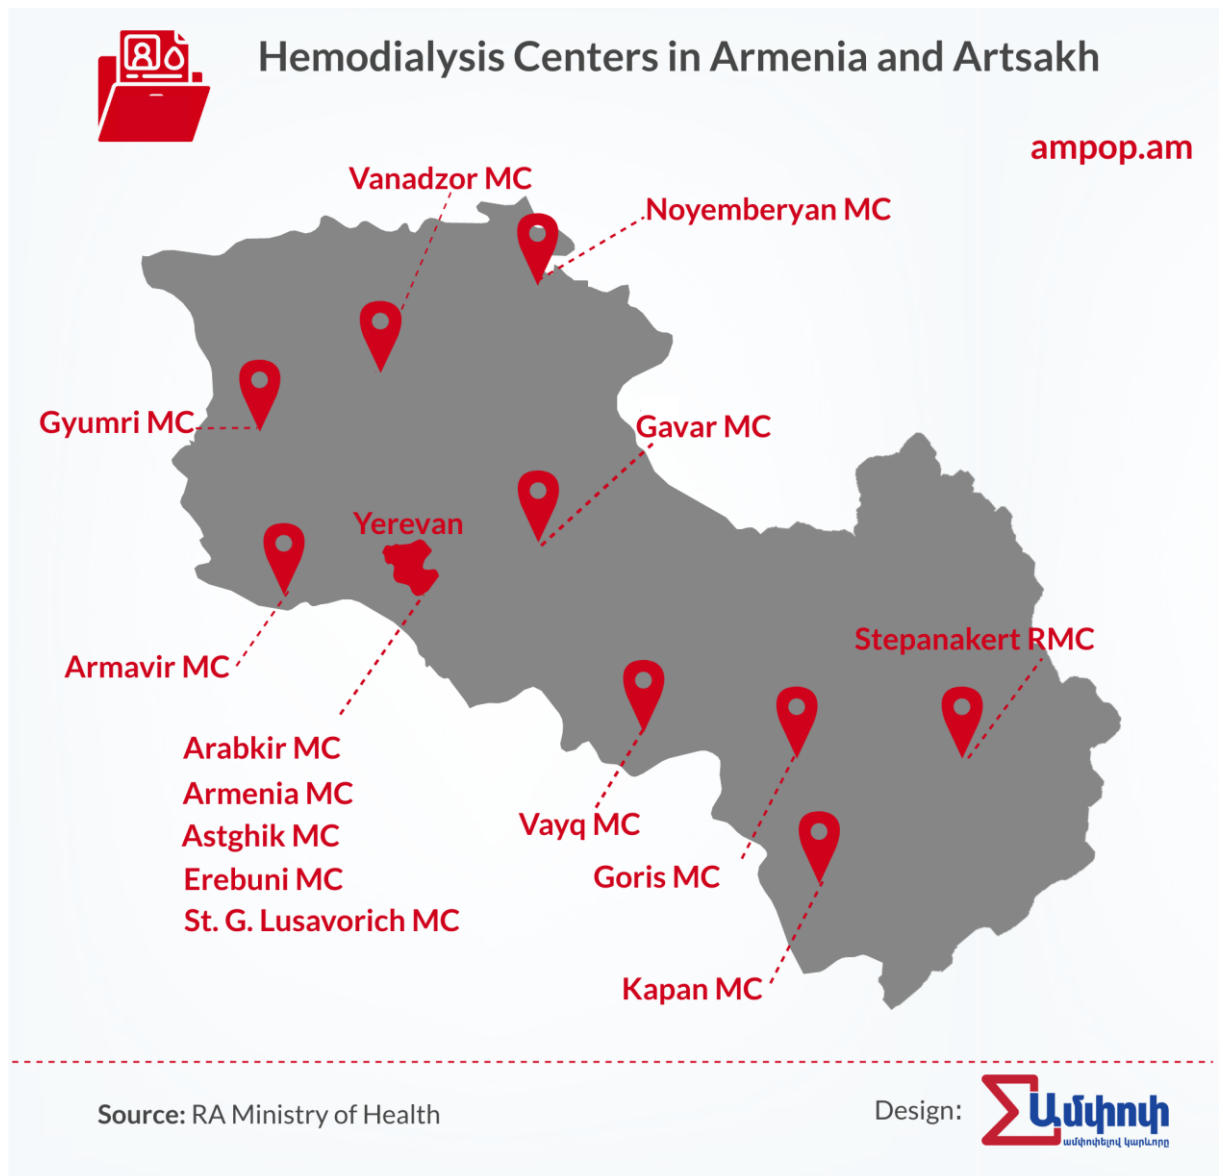 Hemodialysis Centers in Armenia and Artsakh
ampop.am
Vanadzor MC
Noyemberyan MC
Gyumri MC
Gavar MC
Yerevan
Stepanakert RMC
Armavir MC
Arabkir MC
Armenia MC
Astghik MC
Erebuni MC
St. G. Lusavorich MC
Vayq MC
Goris MC
Kapan MC
Source: RA Ministry of Health
Design:
Ամփոփ
ամփոփելով կարևորը